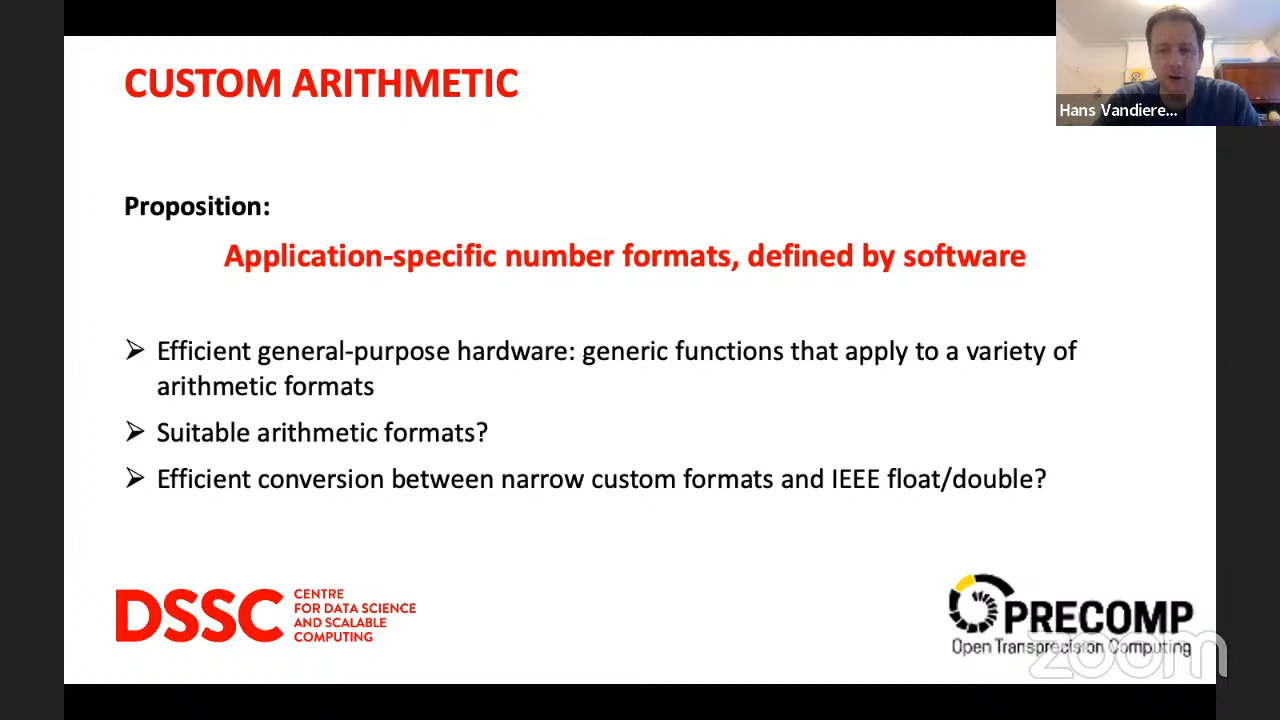 CUSTOM ARITHMETIC
Hans Vandiere...
Proposition:
Application-specific number formats, defined by software
➢ Efficient general-purpose hardware: generic functions that apply to a variety of
arithmetic formats
➢ Suitable arithmetic formats?
➢ Efficient conversion between narrow custom formats and IEEE float/double?
DSSC
CENTRE
FOR DATA SCIENCE
AND SCALABLE
COMPUTING
OPRECOMP
Open Transprecision Computing
zoom